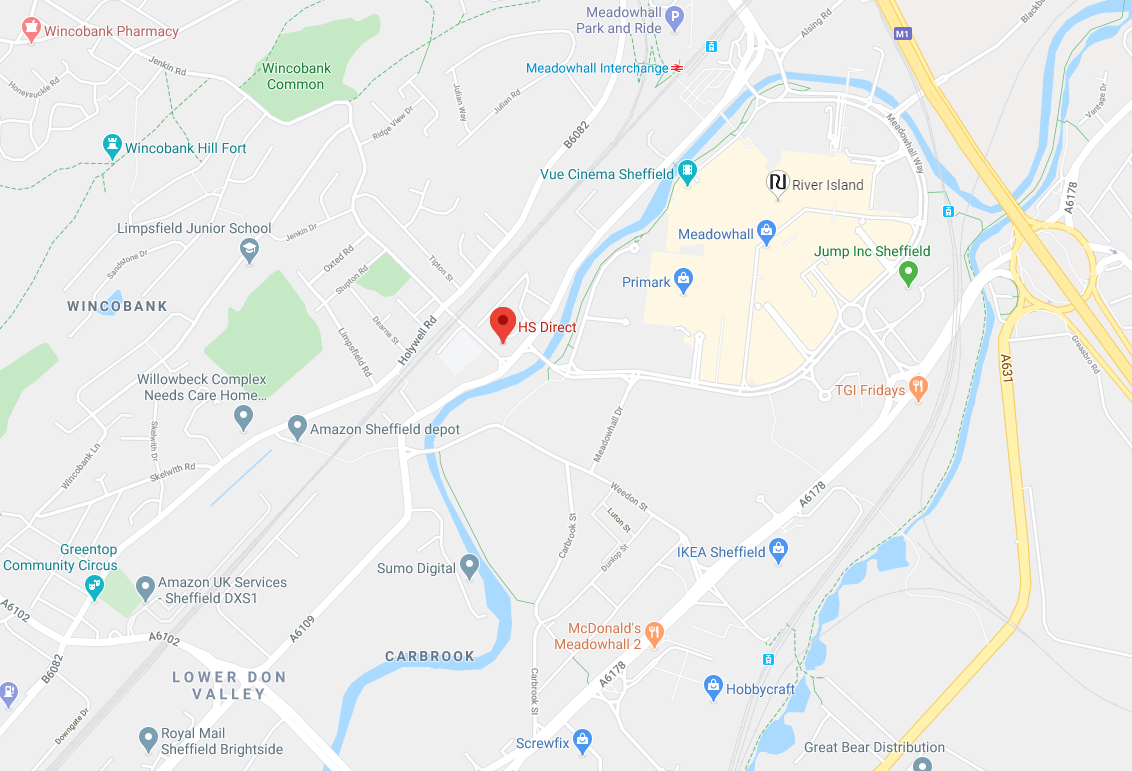 Meadowhall
Park and Ride
P
Alsing Rd
Blackbu
Wincobank Pharmacy
M1
Jenkin Rd
Meadowhall Interchange
Wincobank
Common
Honeysuckle Rd
Julian Way
Julian Rd
Vantage Dr
Ridge View Dr
B6082
Meadowhall Way
Wincobank Hill Fort
Vue Cinema Sheffield
River Island
A6178
Limpsfield Junior School
Jenkin Rd
Meadowhall
Jump Inc Sheffield
Sandstone Dr
Oxted Rd
Tipton St
Stupton Rd
Primark
WINCOBANK
Dearne St
HS Direct
Holywell Rd
Limpsfield Rd
Greasbro Rd
A631
Willowbeck Complex
Needs Care Home...
TGI Fridays
Amazon Sheffield depot
Meadowhall Dr
Skelwith Dr
Wincobank Ln
Skelwith Rd
A6178
Weedon St
Luton St
Carbrook St
Dunlop St
Greentop
Community Circus
IKEA Sheffield
Sumo Digital
Amazon UK Services
- Sheffield DXS1
A6102
A6109
A6102
McDonald's
Meadowhall 2
CARBROOK
B6082
A6178
LOWER DON
VALLEY
Carbrook St
Hobbycraft
Downgate Dr
Royal Mail
Sheffield Brightside
Screwfix
Great Bear Distribution